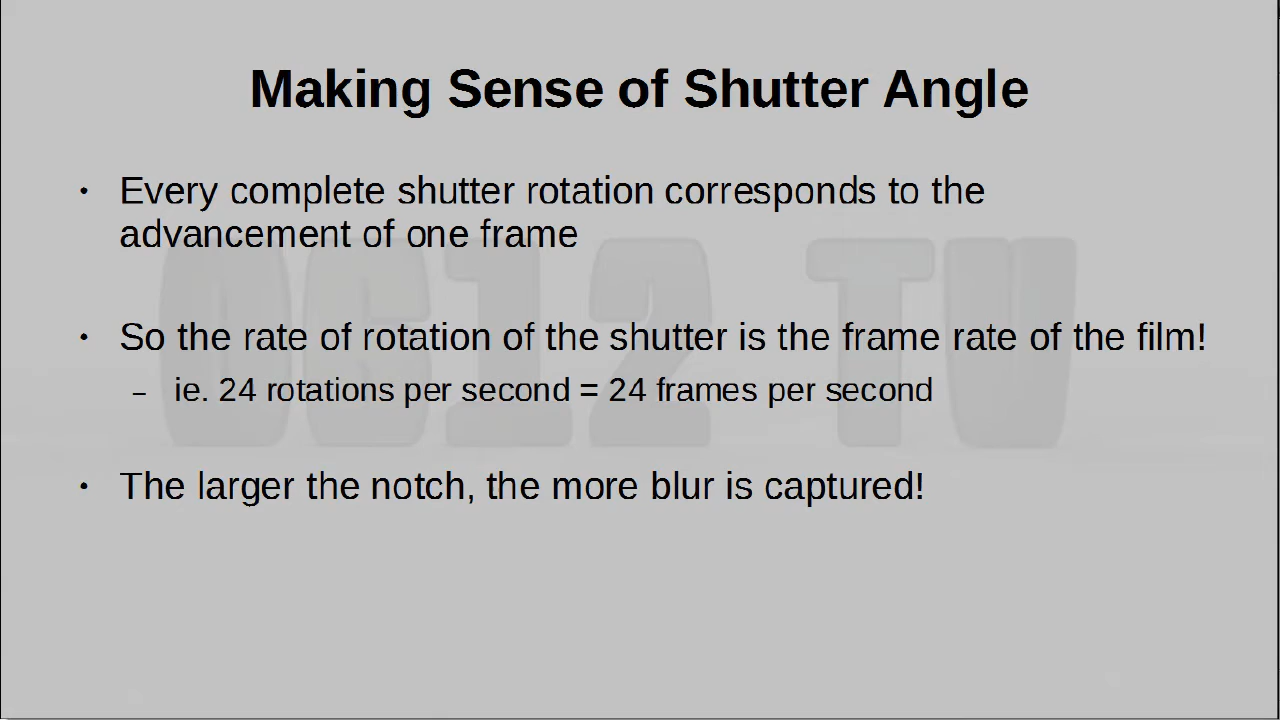 Making Sense of Shutter Angle
• Every complete shutter rotation corresponds to the
advancement of one frame
• So the rate of rotation of the shutter is the frame rate of the film!
– ie. 24 rotations per second = 24 frames per second
• The larger the notch, the more blur is captured!
0612 TV